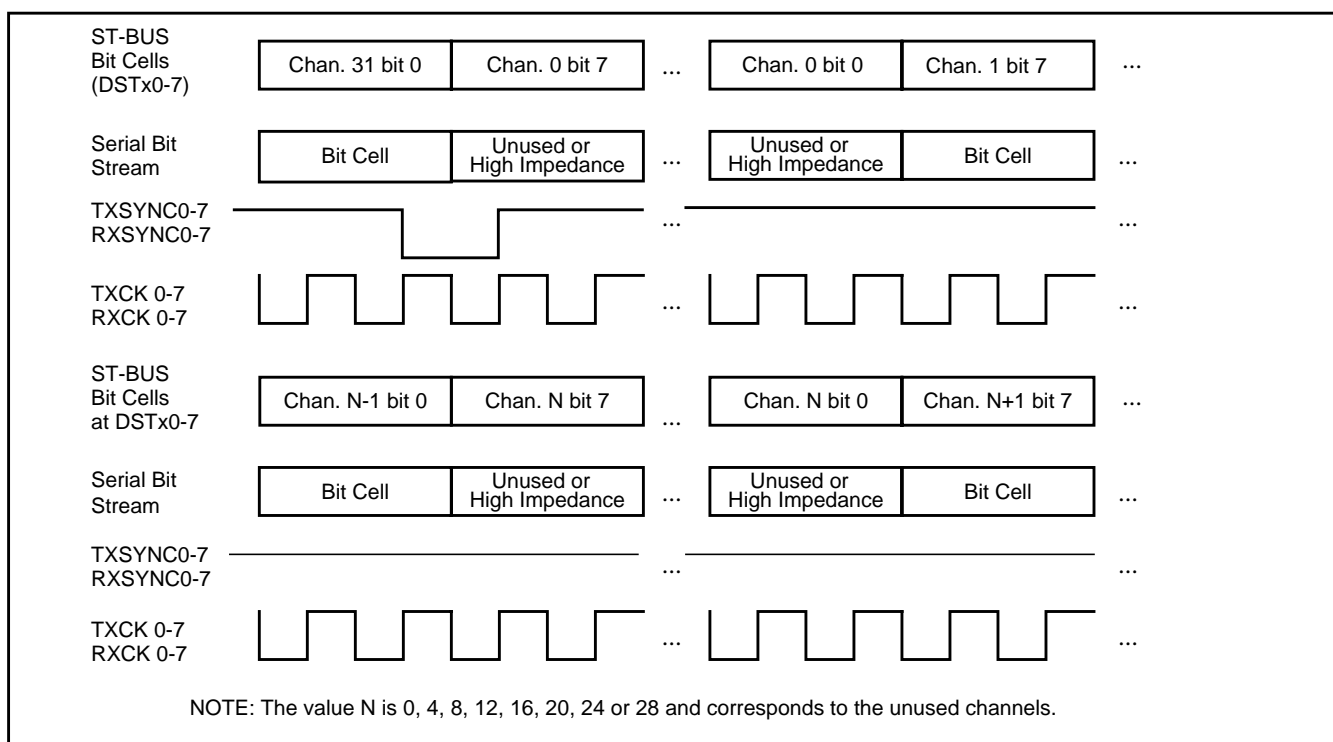 ST-BUS
Bit Cells
(DSTx0-7)
Chan. 31 bit 0
Chan. 0 bit 7
...
Chan. 0 bit 0
Chan. 1 bit 7
...
Serial Bit
Stream
Bit Cell
Unused or
High Impedance
...
Unused or
High Impedance
Bit Cell
...
TXSYNC0-7
RXSYNC0-7
...
...
TXCK 0-7
RXCK 0-7
...
...
ST-BUS
Bit Cells
at DSTx0-7
Chan. N-1 bit 0
Chan. N bit 7
...
Chan. N bit 0
Chan. N+1 bit 7
...
Serial Bit
Stream
Bit Cell
Unused or
High Impedance
...
Unused or
High Impedance
Bit Cell
...
TXSYNC0-7
RXSYNC0-7
...
...
TXCK 0-7
RXCK 0-7
...
...
NOTE: The value N is 0, 4, 8, 12, 16, 20, 24 or 28 and corresponds to the unused channels.